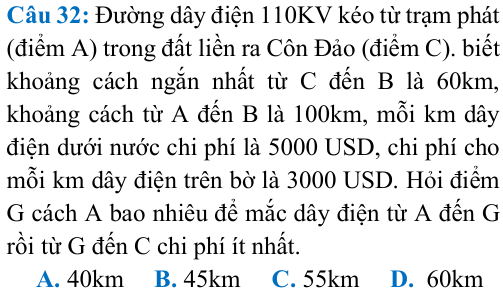 Câu 32: Đường dây điện 110KV kéo từ trạm phát
(điểm A) trong đất liền ra Côn Đảo (điểm C). biết
khoảng cách ngắn nhất từ C đến B là 60km,
khoảng cách từ A đến B là 100km, mỗi km dây
điện dưới nước chi phí là 5000 USD, chi phí cho
mỗi km dây điện trên bờ là 3000 USD. Hỏi điểm
G cách A bao nhiêu để mắc dây điện từ A đến G
rồi từ G đến C chi phí ít nhất.
A. 40km B. 45km C. 55km D. 60km